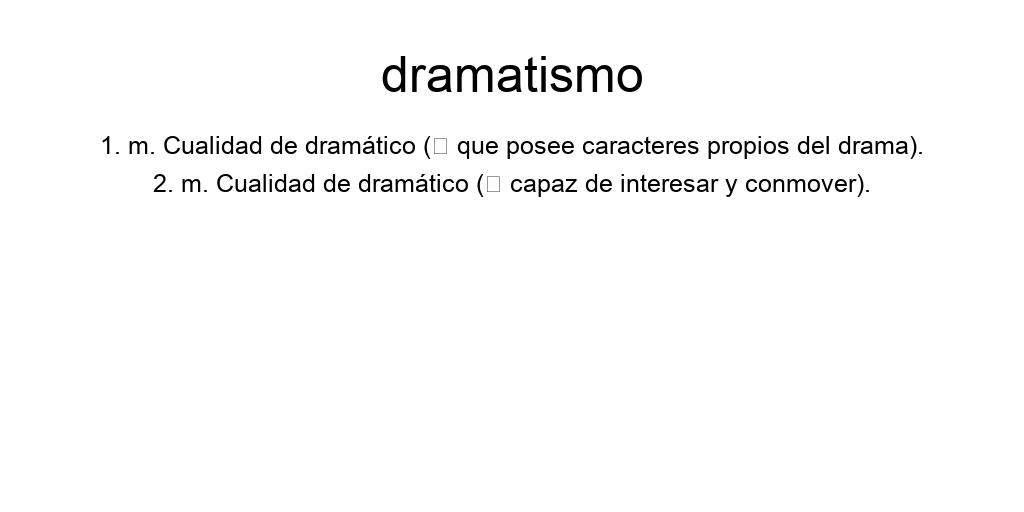 dramatismo
1. m. Cualidad de dramático (□ que posee caracteres propios del drama).
2. m. Cualidad de dramático (□ capaz de interesar y conmover).